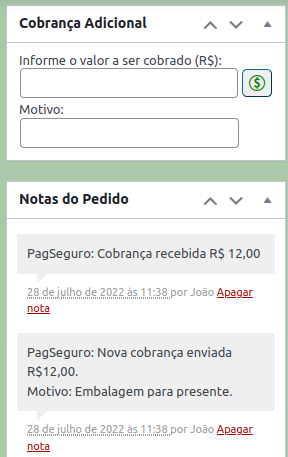 Cobrança Adicional
Informe o valor a ser cobrado (R$):
Motivo:
Notas do Pedido
PagSeguro: Cobrança recebida R$ 12,00
28 de julho de 2022 às 11:38 por João Apagar
nota
PagSeguro: Nova cobrança enviada
R$12,00.
Motivo: Embalagem para presente.
28 de julho de 2022 às 11:38 por João Apagar
nota